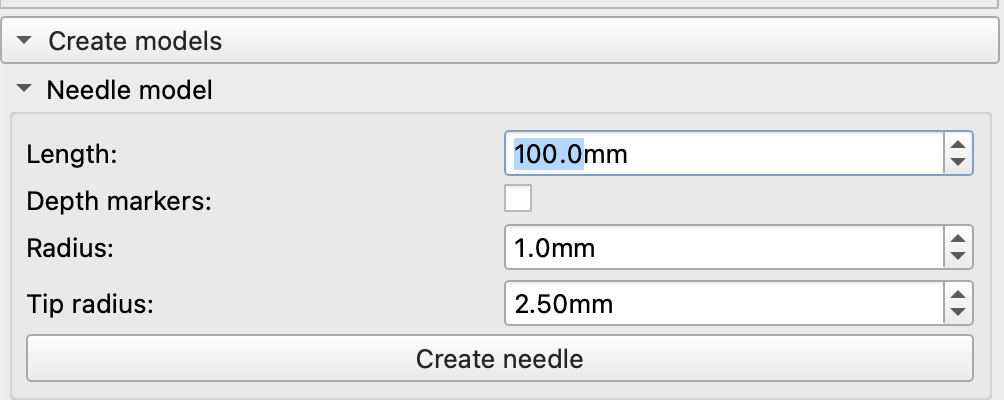 Create models
Needle model
Length: 100.0mm
Depth markers:
Radius: 1.0mm
Tip radius: 2.50mm
Create needle